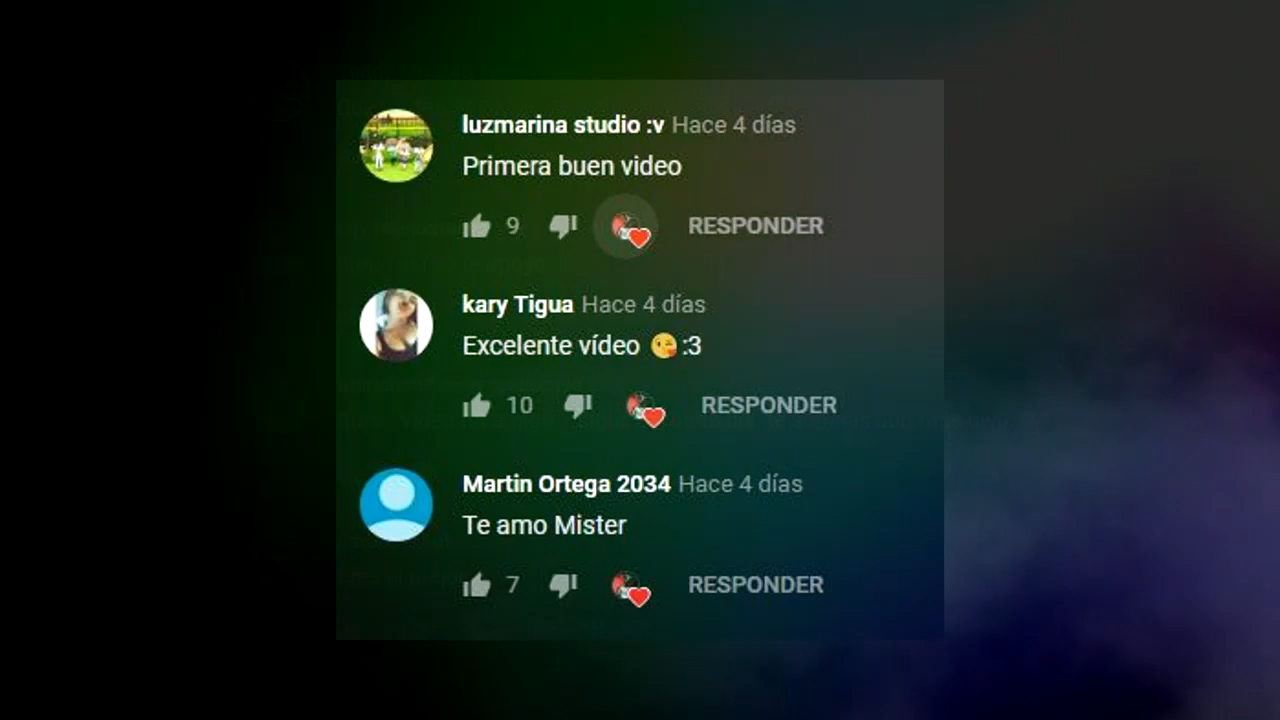 luzmarina studio :v Hace 4 días
Primera buen video
9 RESPONDER
kary Tigua Hace 4 días
Excelente vídeo 😘 :3
10 RESPONDER
Martin Ortega 2034 Hace 4 días
Te amo Mister
7 RESPONDER